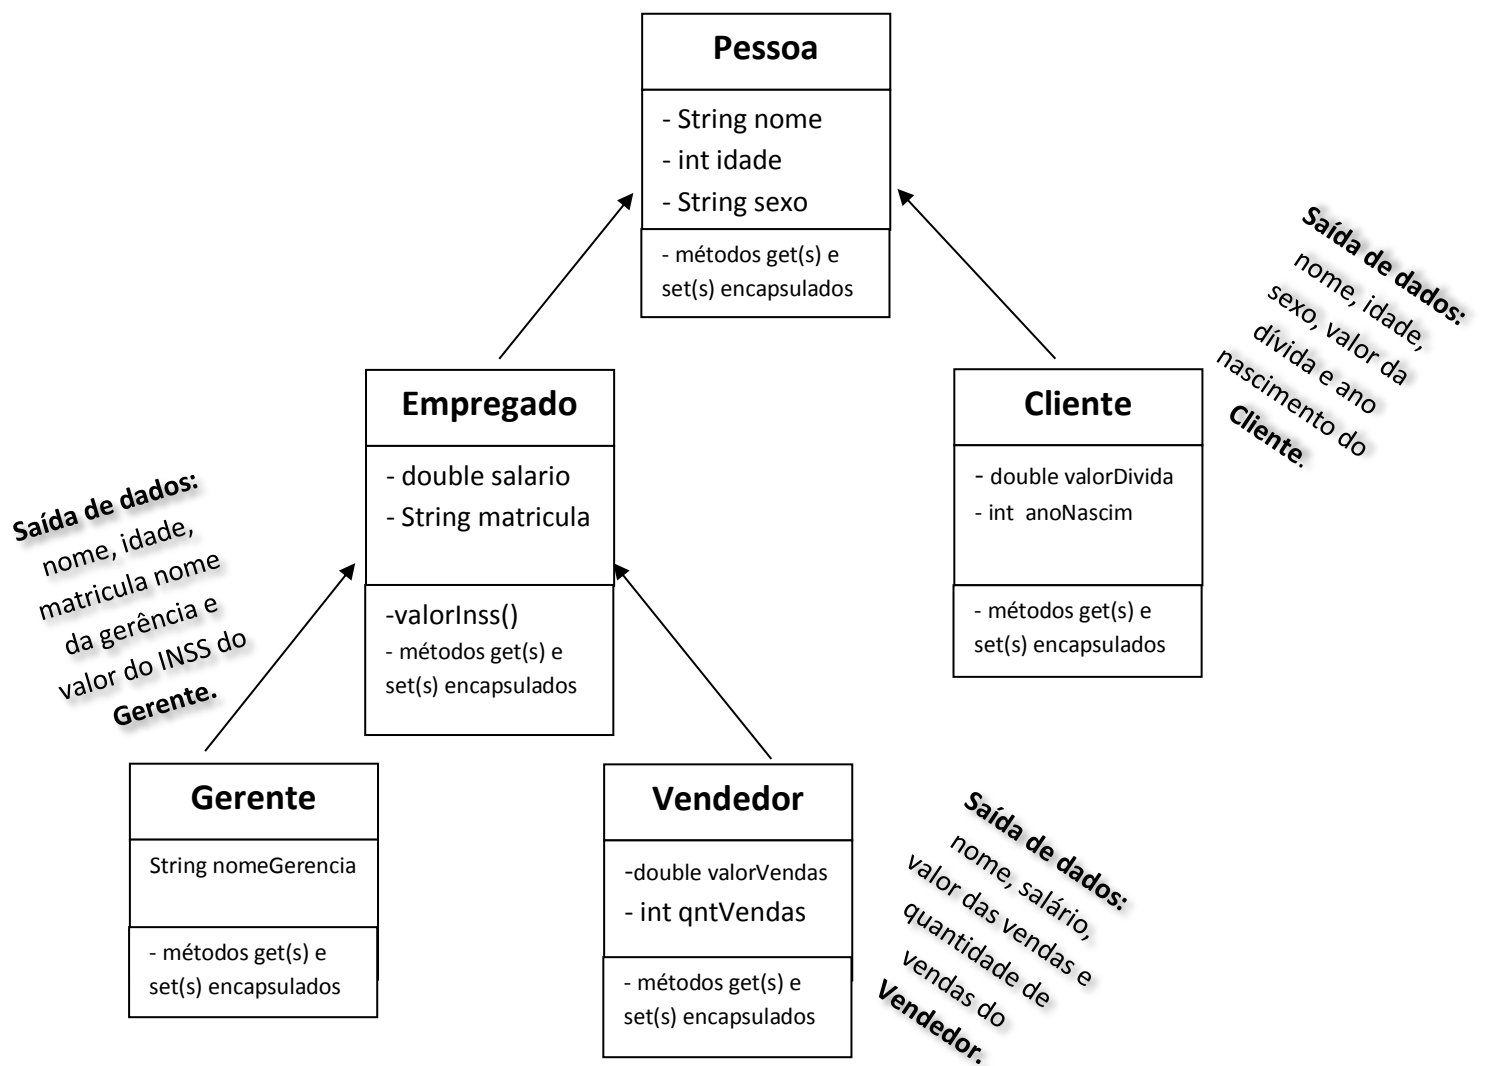 Pessoa
- String nome
- int idade
- String sexo
- métodos get(s) e
set(s) encapsulados
Saída de dados:
nome, idade,
sexo, valor da
dívida e ano
nascimento do
Cliente.
Empregado
- double salario
- String matricula
-valorInss()
- métodos get(s) e
set(s) encapsulados
Cliente
- double valorDivida
- int anoNascim
- métodos get(s) e
set(s) encapsulados
Saída de dados:
nome, idade,
matricula nome
da gerência e
valor do INSS do
Gerente.
Gerente
String nomeGerencia
- métodos get(s) e
set(s) encapsulados
Vendedor
-double valorVendas
- int qntVendas
- métodos get(s) e
set(s) encapsulados
Saída de dados:
nome, salário,
valor das vendas e
quantidade de
vendas do
Vendedor.